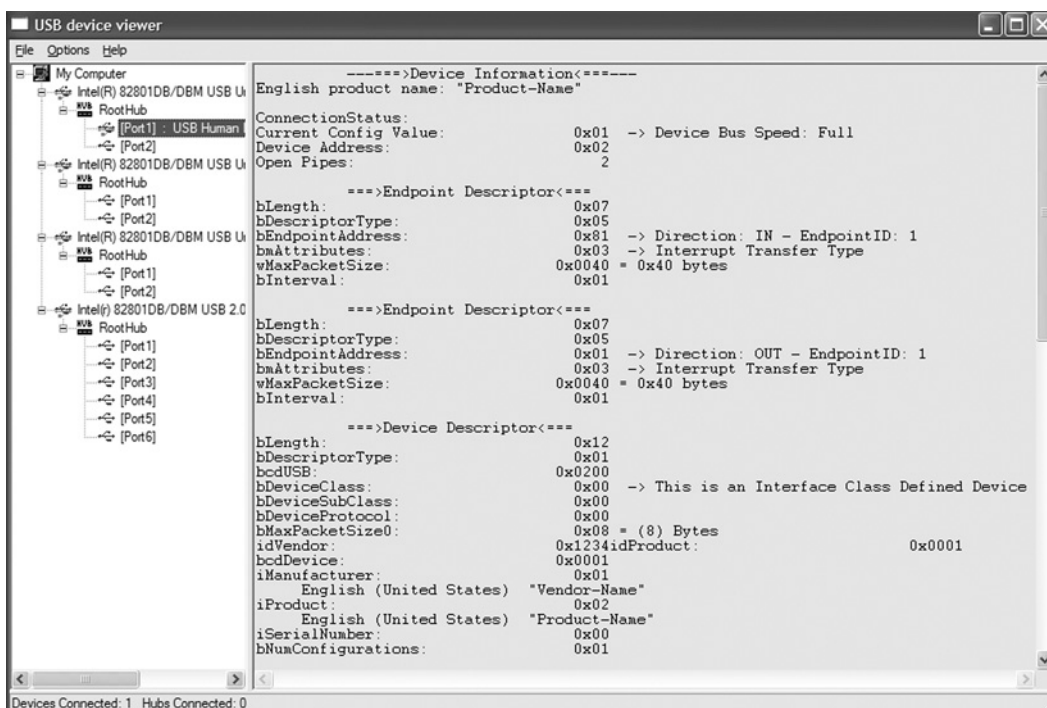 USB device viewer
File Options Help
My Computer
Intel(R) 82801DB/DBM USB U
RootHub
[Port1] : USB Human
[Port2]
Intel(R) 82801DB/DBM USB U
RootHub
[Port1]
[Port2]
Intel(R) 82801DB/DBM USB U
RootHub
[Port1]
[Port2]
Intel(r) 82801DB/DBM USB 2.0
RootHub
[Port1]
[Port2]
[Port3]
[Port4]
[Port5]
[Port6]
---===>Device Information<===---
English product name: "Product-Name"
ConnectionStatus:
Current Config Value: 0x01 -> Device Bus Speed: Full
Device Address: 0x02
Open Pipes: 2
===>Endpoint Descriptor<===
bLength: 0x07
bDescriptorType: 0x05
bEndpointAddress: 0x81 -> Direction: IN - EndpointID: 1
bmAttributes: 0x03 -> Interrupt Transfer Type
wMaxPacketSize: 0x0040 = 0x40 bytes
bInterval: 0x01
===>Endpoint Descriptor<===
bLength: 0x07
bDescriptorType: 0x05
bEndpointAddress: 0x01 -> Direction: OUT - EndpointID: 1
bmAttributes: 0x03 -> Interrupt Transfer Type
wMaxPacketSize: 0x0040 = 0x40 bytes
bInterval: 0x01
===>Device Descriptor<===
bLength: 0x12
bDescriptorType: 0x01
bcdUSB: 0x0200
bDeviceClass: 0x00 -> This is an Interface Class Defined Device
bDeviceSubClass: 0x00
bDeviceProtocol: 0x00
bMaxPacketSize0: 0x08 = (8) Bytes
idVendor: 0x1234idProduct: 0x0001
bcdDevice: 0x0001
iManufacturer: 0x01
English (United States) "Vendor-Name"
iProduct: 0x02
English (United States) "Product-Name"
iSerialNumber: 0x00
bNumConfigurations: 0x01
Devices Connected: 1 Hubs Connected: 0